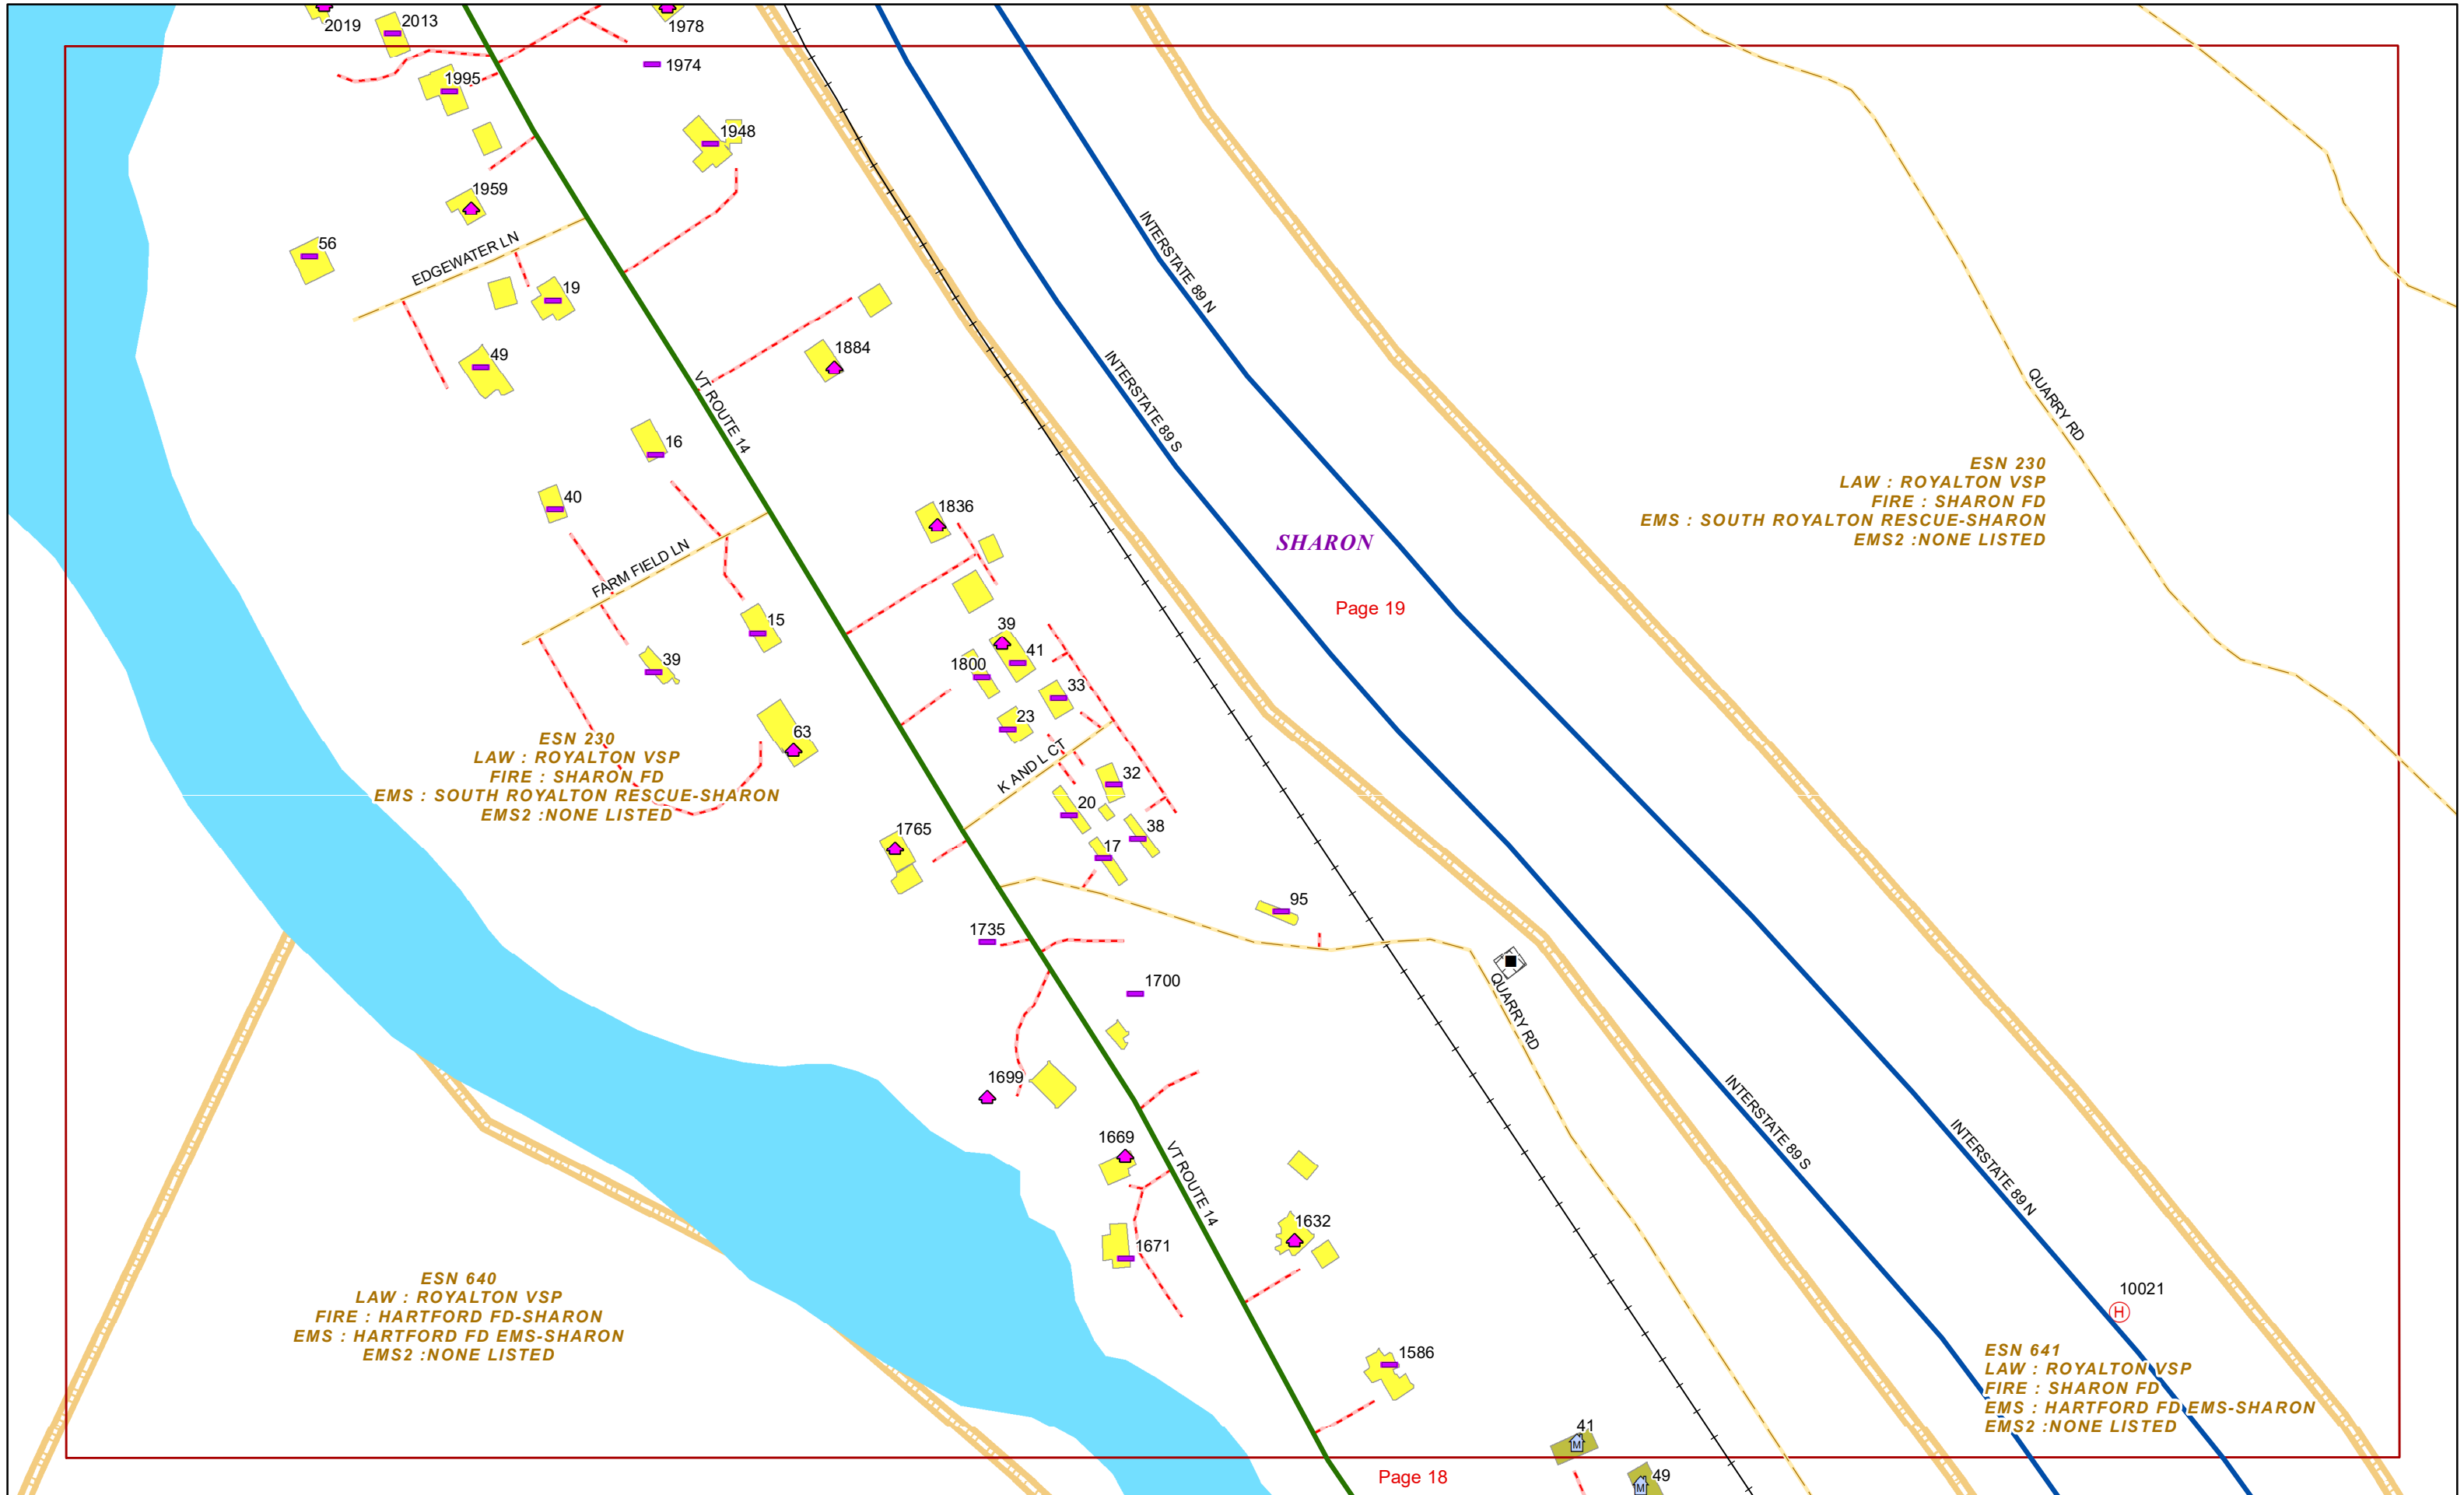 2019
2013
1978
1974
1995
1948
1959
56
EDGEWATER LN
19
49
INTERSTATE 89 N
1884
INTERSTATE 89 S
VT ROUTE 14
QUARRY RD
16
40
ESN 230
LAW : ROYALTON VSP
FIRE : SHARON FD
EMS : SOUTH ROYALTON RESCUE-SHARON
EMS2 :NONE LISTED
1836
SHARON
FARM FIELD LN
Page 19
15
39
39
41
1800
33
23
63
ESN 230
LAW : ROYALTON VSP
FIRE : SHARON FD
EMS : SOUTH ROYALTON RESCUE-SHARON
EMS2 :NONE LISTED
K AND L CT
32
20
38
17
1765
95
1735
1700
QUARRY RD
1699
1669
VT ROUTE 14
INTERSTATE 89 S
INTERSTATE 89 N
1632
1671
ESN 640
LAW : ROYALTON VSP
FIRE : HARTFORD FD-SHARON
EMS : HARTFORD FD EMS-SHARON
EMS2 :NONE LISTED
10021
H
1586
ESN 641
LAW : ROYALTON VSP
FIRE : SHARON FD
EMS : HARTFORD FD EMS-SHARON
EMS2 :NONE LISTED
41
M
Page 18
49
M